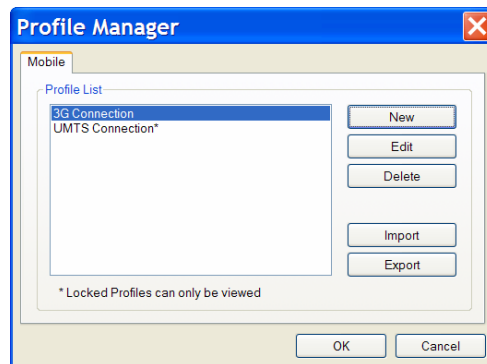 Profile Manager
Mobile
Profile List
3G Connection
UMTS Connection*
New
Edit
Delete
Import
Export
* Locked Profiles can only be viewed
OK
Cancel